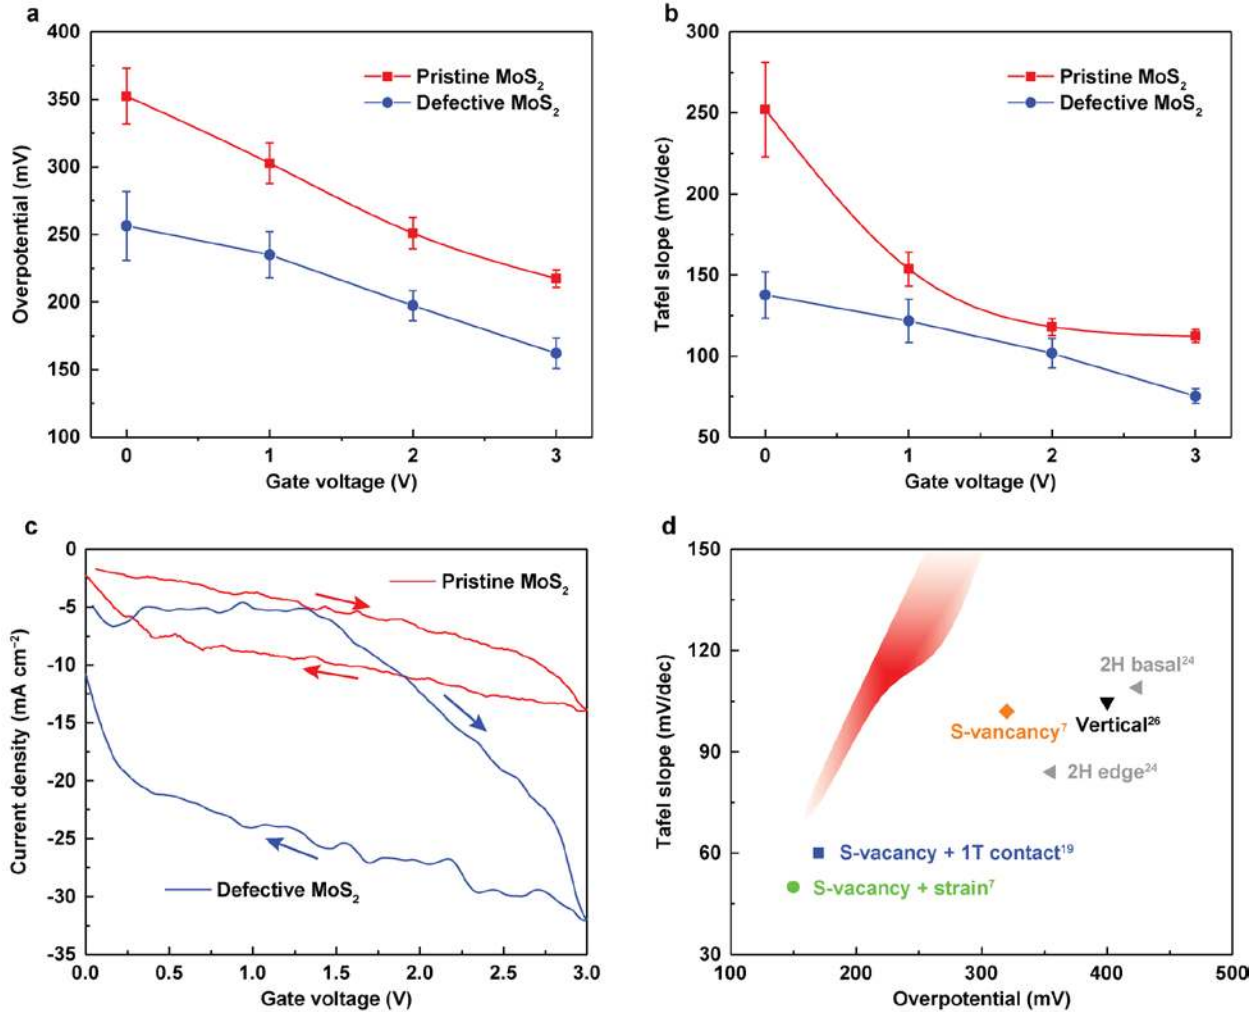 a
400
350
300
250
200
150
100
0
1
2
3
Overpotential (mV)
Gate voltage (V)
Pristine MoS₂
Defective MoS₂
b
300
250
200
150
100
50
0
1
2
3
Tafel slope (mV/dec)
Gate voltage (V)
Pristine MoS₂
Defective MoS₂
c
0
-5
-10
-15
-20
-25
-30
-35
0.0
0.5
1.0
1.5
2.0
2.5
3.0
Current density (mA cm⁻²)
Gate voltage (V)
Pristine MoS₂
Defective MoS₂
d
150
120
90
60
30
100
200
300
400
500
Tafel slope (mV/dec)
Overpotential (mV)
2H basal²⁴
S-vancancy⁷
Vertical²⁶
2H edge²⁴
S-vacancy + 1T contact¹⁹
S-vacancy + strain⁷